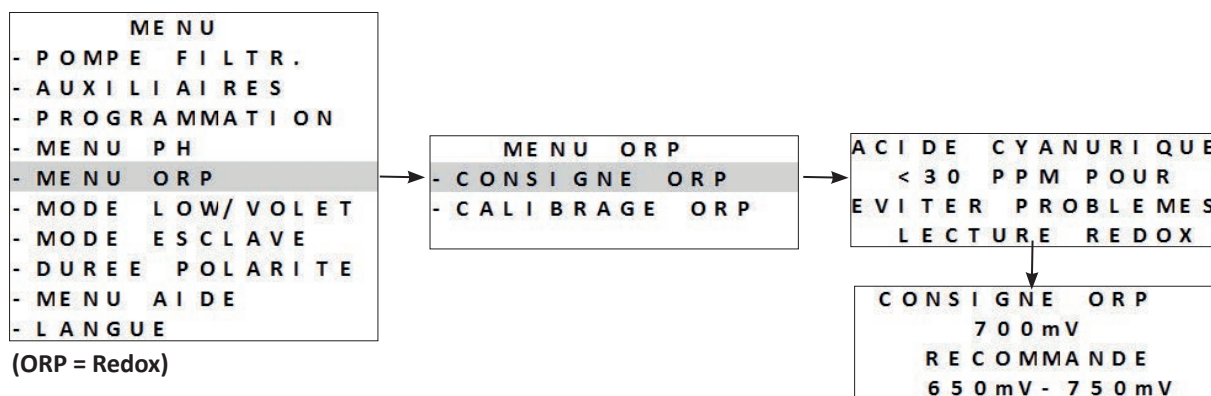 MENU
- POMPE FILTR.
- AUXILIAIRES
- PROGRAMMATION
- MENU PH
- MENU ORP
- MODE LOW/VOLET
- MODE ESCLAVE
- DUREE POLARITE
- MENU AIDE
- LANGUE
(ORP = Redox)
MENU ORP
- CONSIGNE ORP
- CALIBRAGE ORP
ACIDE CYANURIQUE
<30 PPM POUR
EVITER PROBLEMES
LECTURE REDOX
CONSIGNE ORP
700mV
RECOMMANDE
650mV- 750mV